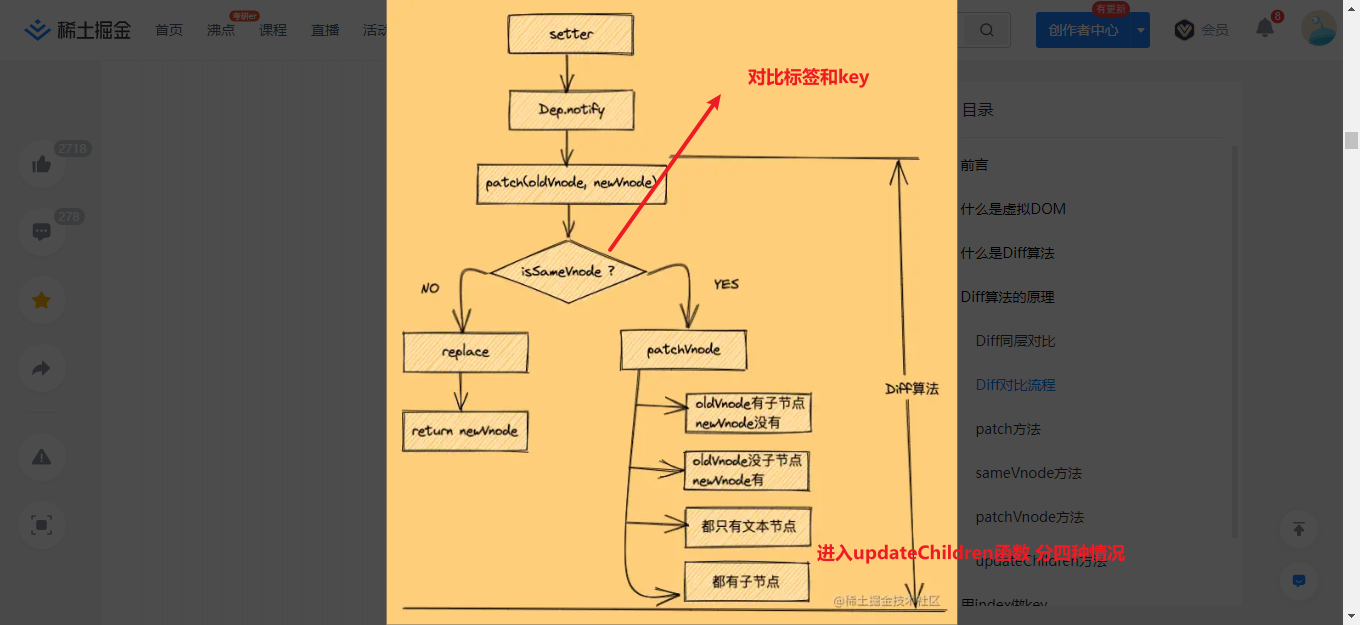 稀土掘金
首页
沸点
考研er
课程
直播
活动
有更新
创作者中心
会员
8
2718
278
setter
Dep.notify
patch(oldVnode, newVnode)
对比标签和key
isSameVnode ?
NO
YES
replace
return newVnode
patchVnode
oldVnode有子节点
newVnode没有
oldVnode没子节点
newVnode有
都只有文本节点
都有子节点
Diff算法
进入updateChildren函数 分四种情况
@稀土掘金技术社区
目录
前言
什么是虚拟DOM
什么是Diff算法
Diff算法的原理
Diff同层对比
Diff对比流程
patch方法
sameVnode方法
patchVnode方法
updateChildren方法
用index做key